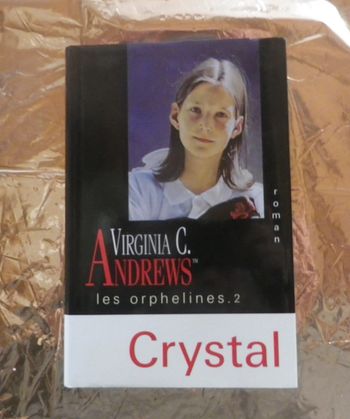 roman
VIRGINIA C.
ANDREWS™
les orphelines.2
Crystal